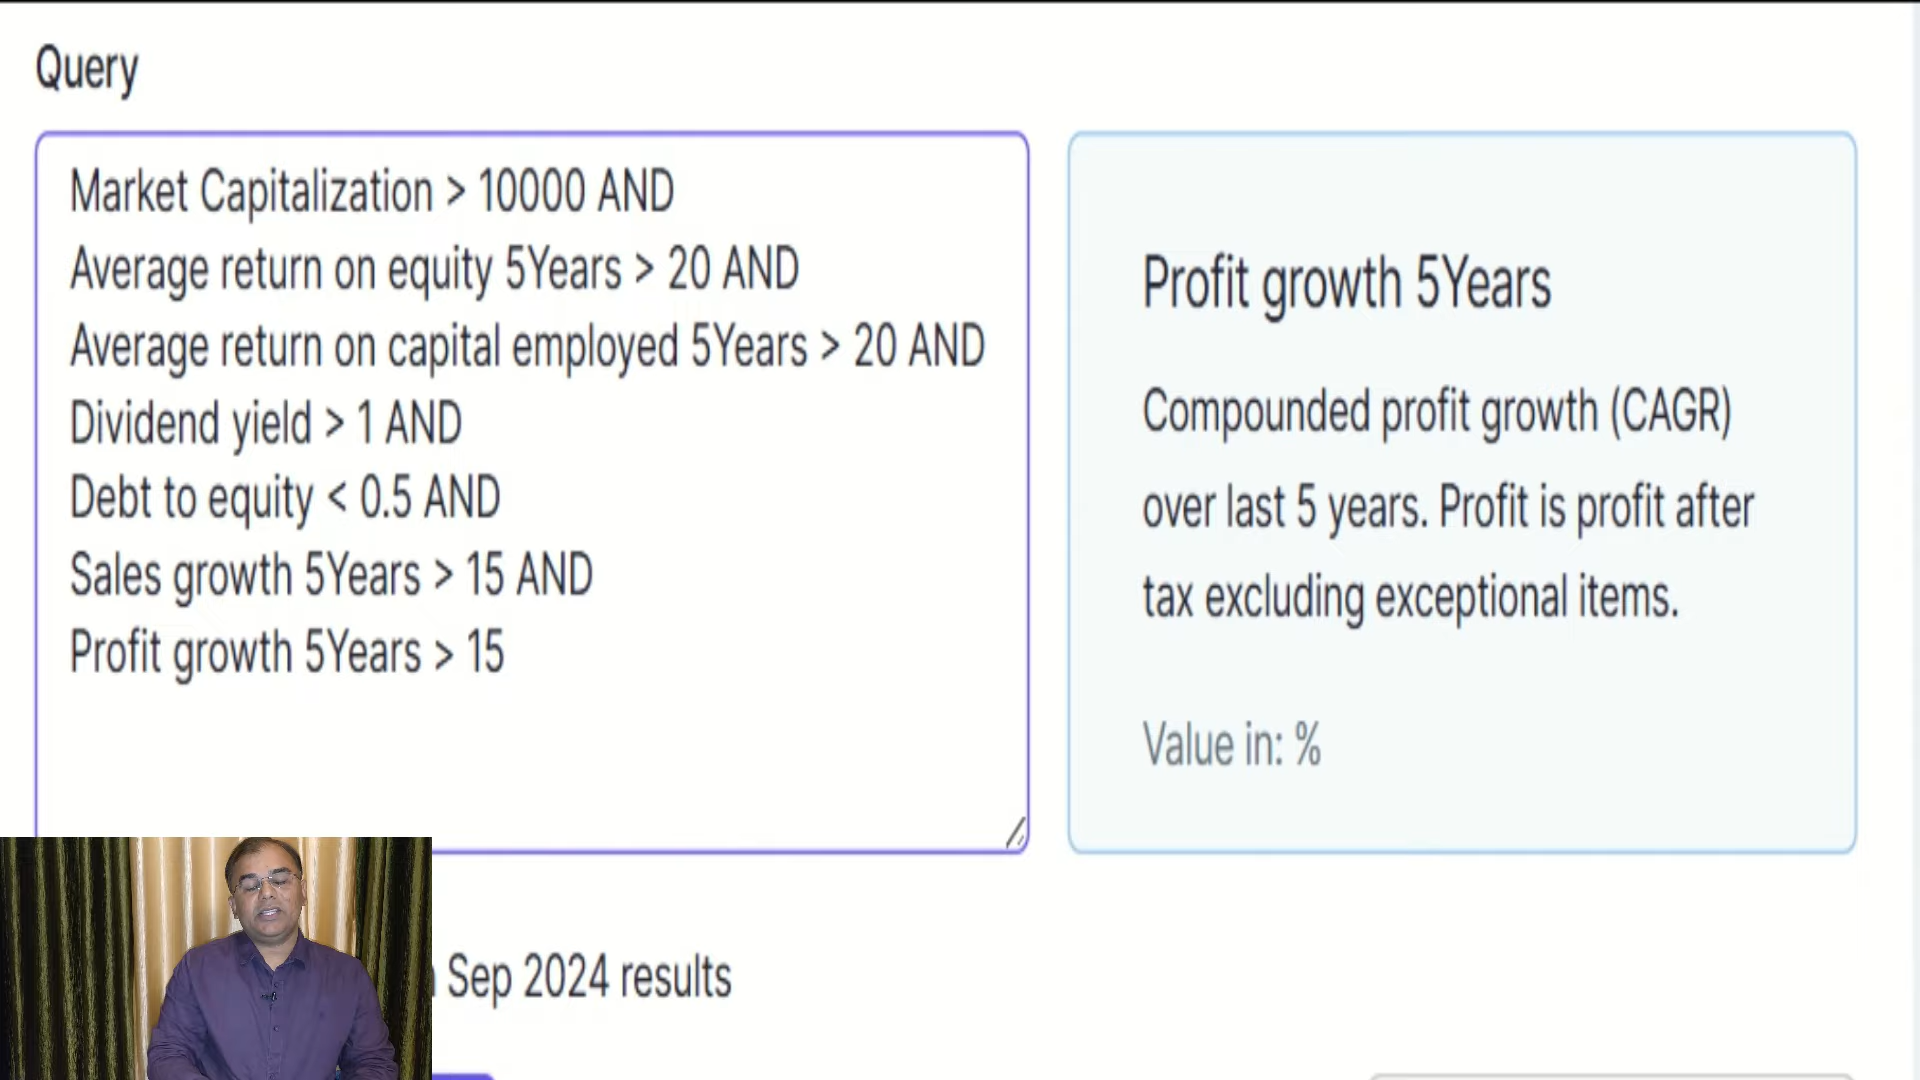 Query
Market Capitalization > 10000 AND
Average return on equity 5Years > 20 AND
Average return on capital employed 5Years > 20 AND
Dividend yield > 1 AND
Debt to equity < 0.5 AND
Sales growth 5Years > 15 AND
Profit growth 5Years > 15
Profit growth 5Years
Compounded profit growth (CAGR)
over last 5 years. Profit is profit after
tax excluding exceptional items.
Value in: %
Sep 2024 results